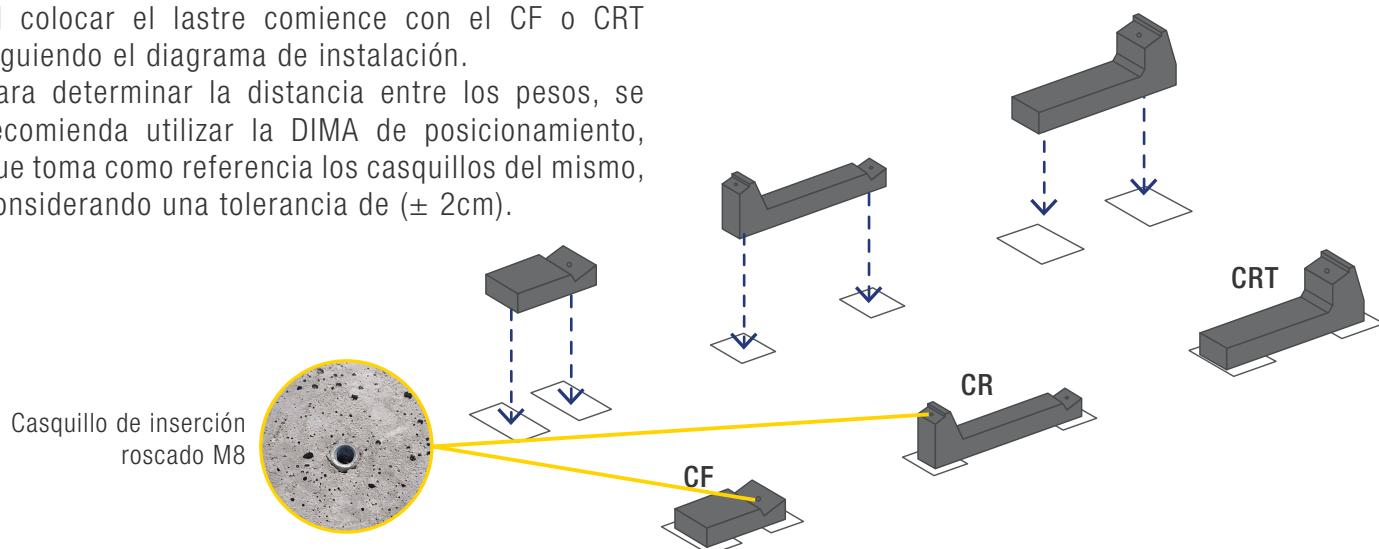 l colocar el lastre comience con el CF o CRT
guiendo el diagrama de instalación.
ara determinar la distancia entre los pesos, se
ecomienda utilizar la DIMA de posicionamiento,
ue toma como referencia los casquillos del mismo,
onsiderando una tolerancia de (± 2cm).
CRT
CR
Casquillo de inserción
roscado M8
CF